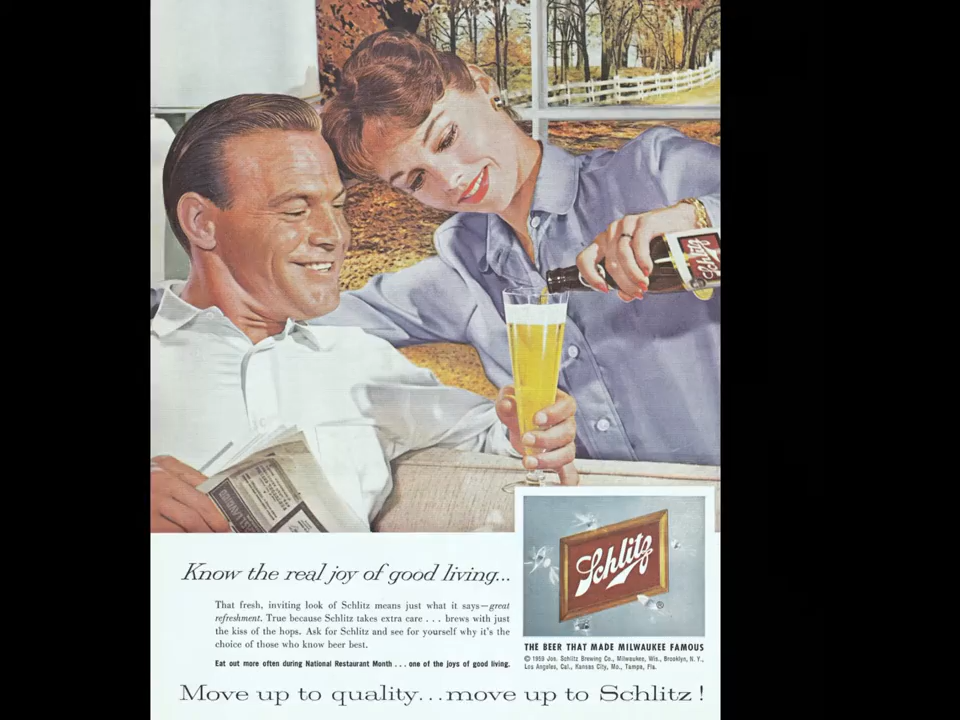 Schlitz
Know the real joy of good living...
That fresh, inviting look of Schlitz means just what it says—great
refreshment. True because Schlitz takes extra care . . . brews with just
the kiss of the hops. Ask for Schlitz and see for yourself why it's the
choice of those who know beer best.
Eat out more often during National Restaurant Month . . . one of the joys of good living.
Schlitz
®
THE BEER THAT MADE MILWAUKEE FAMOUS
© 1959 Jos. Schlitz Brewing Co., Milwaukee, Wis., Brooklyn, N. Y.,
Los Angeles, Cal., Kansas City, Mo., Tampa, Fla.
Move up to quality...move up to Schlitz!